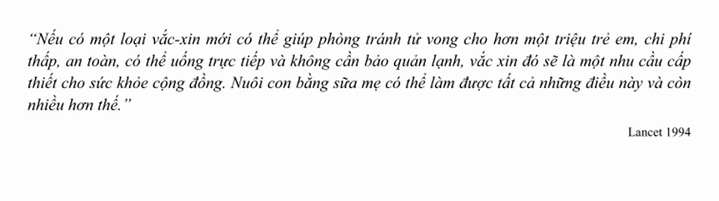 “Nếu có một loại vắc-xin mới có thể giúp phòng tránh tử vong cho hơn một triệu trẻ em, chi phí
thấp, an toàn, có thể uống trực tiếp và không cần bảo quản lạnh, vắc xin đó sẽ là một nhu cầu cấp
thiết cho sức khỏe cộng đồng. Nuôi con bằng sữa mẹ có thể làm được tất cả những điều này và còn
nhiều hơn thế.”
Lancet 1994